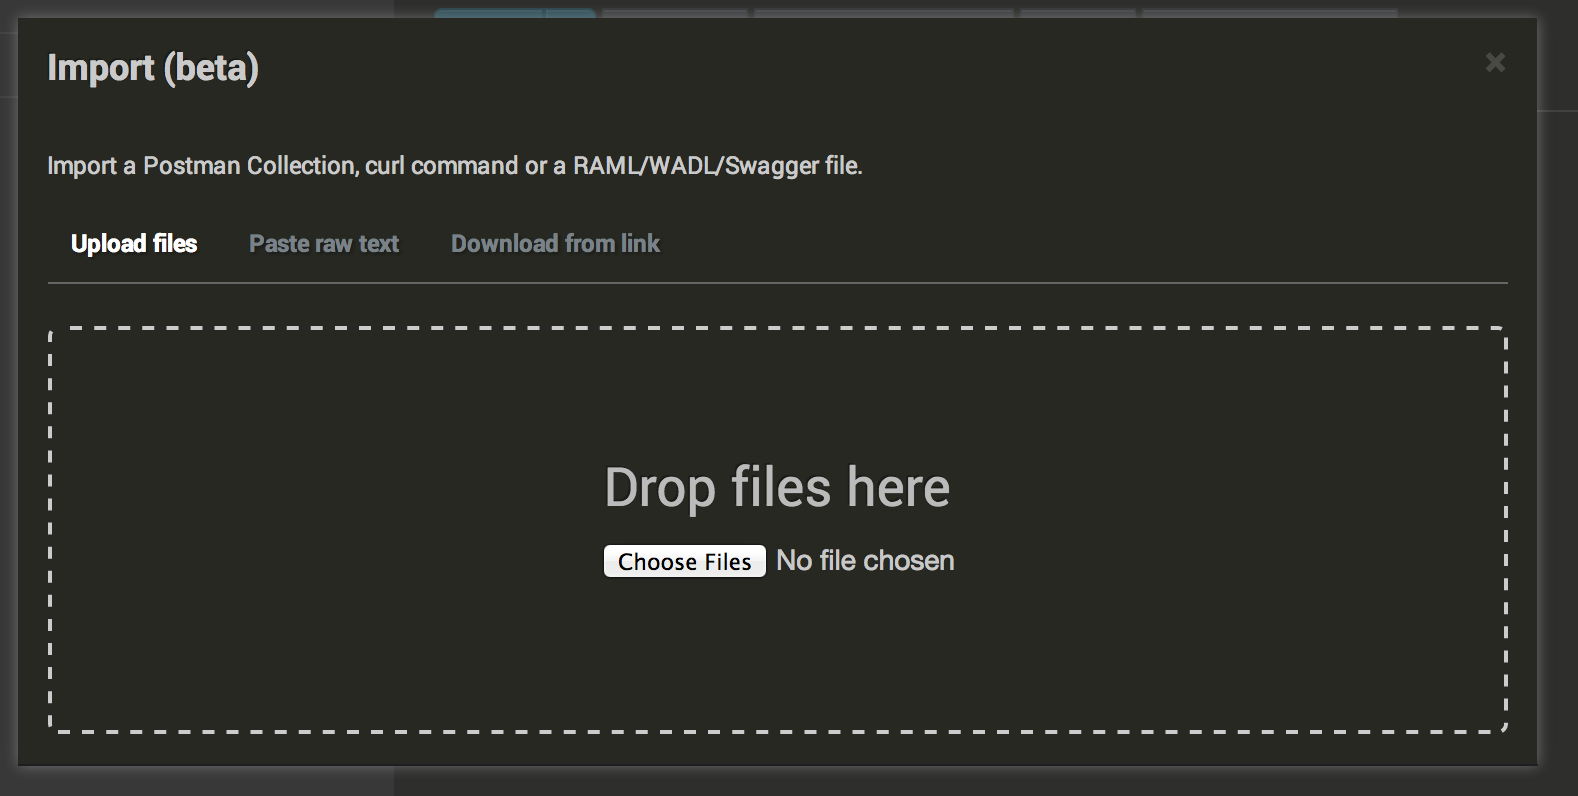 Import (beta)
Import a Postman Collection, curl command or a RAML/WADL/Swagger file.
Upload files Paste raw text Download from link
Drop files here
Choose Files No file chosen